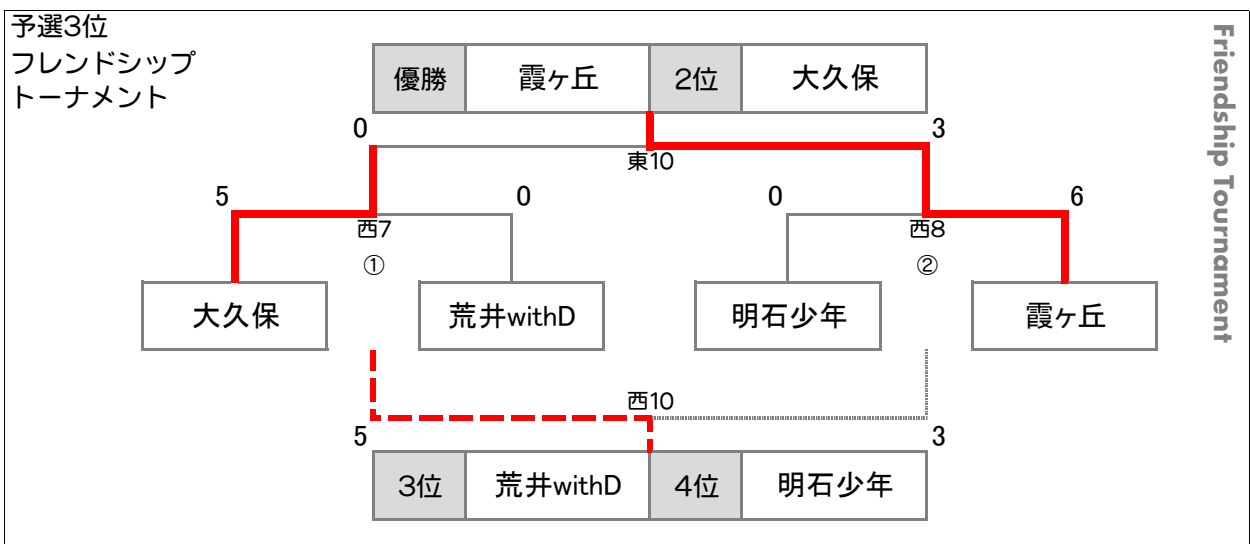 予選3位
フレンドシップ
トーナメント
Friendship Tournament
優勝 霞ヶ丘 2位 大久保
0 3
東10
5 0 0 6
西7 西8
① ②
大久保 荒井withD 明石少年 霞ヶ丘
西10
5 3
3位 荒井withD 4位 明石少年